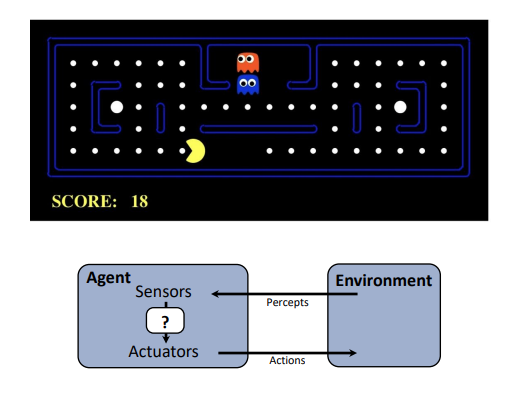 SCORE: 18
Agent
Environment
Sensors
Percepts
?
Actuators
Actions